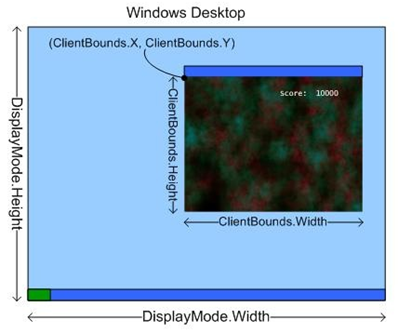 Windows Desktop
(ClientBounds.X, ClientBounds.Y)
Score: 10000
ClientBounds.Height
DisplayMode.Height
ClientBounds.Width
DisplayMode.Width